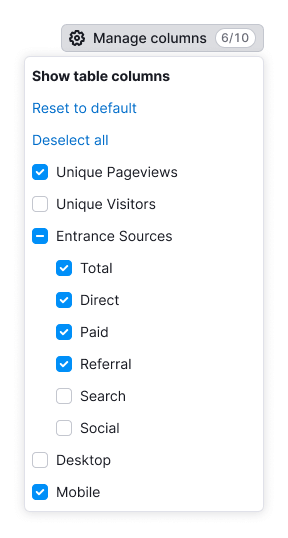 Manage columns 6/10
Show table columns
Reset to default
Deselect all
Unique Pageviews
Unique Visitors
Entrance Sources
Total
Direct
Paid
Referral
Search
Social
Desktop
Mobile